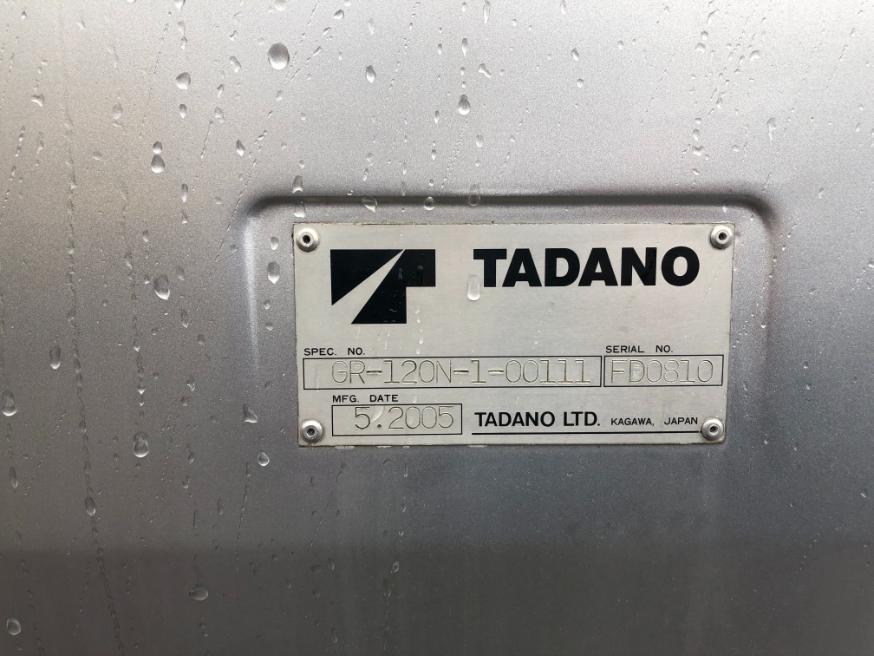 TADANO
SPEC. NO. SERIAL NO.
GR-120N-1-00111 FD0810
MFG. DATE
5.2005 TADANO LTD. KAGAWA, JAPAN